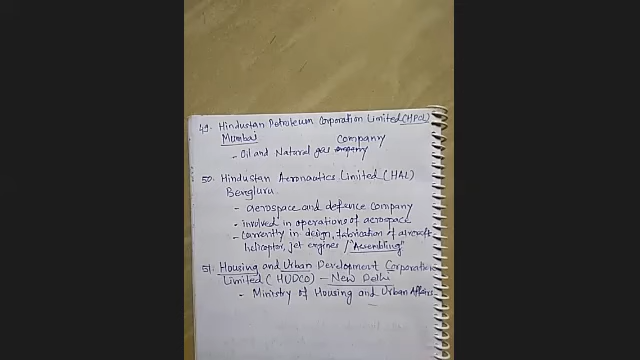 49. Hindustan Petroleum Corporation Limited (HPCL)
Mumbai
Company
- Oil and Natural gas
50. Hindustan Aeronautics Limited (HAL)
Bengluru
- aerospace and defence company
- involved in operations of aerospace
- currently in design, fabrication of aircraft,
helicoptor, jet engines / "Assembling"
51. Housing and Urban Development Corporation
Limited (HUDCO) - New Delhi
- Ministry of Housing and Urban Affairs